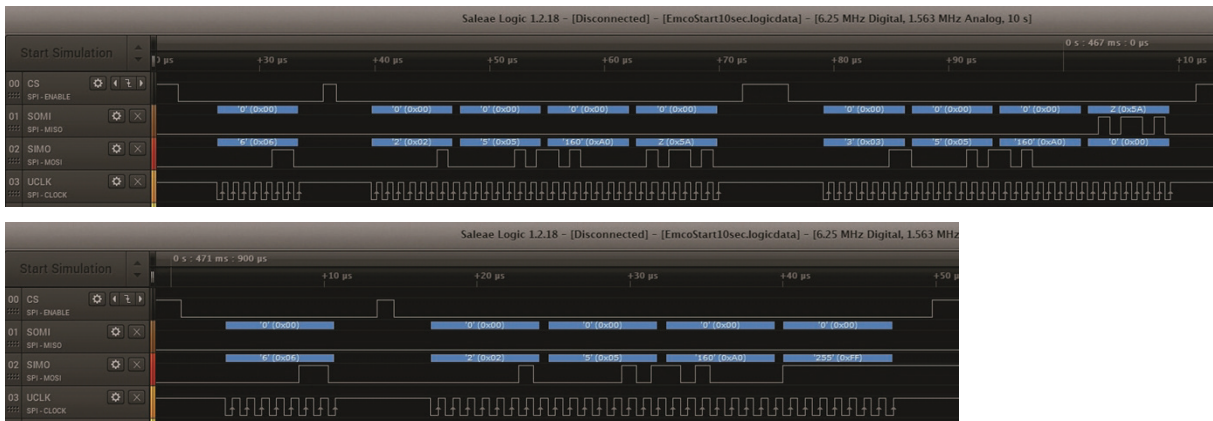 Saleae Logic 1.2.18 - [Disconnected] - [EmcoStart10sec.logicdata] - [6.25 MHz Digital, 1.563 MHz Analog, 10 s]
Start Simulation
0 s : 467 ms : 0 µs
+30 µs +40 µs +50 µs +60 µs +70 µs +80 µs +90 µs +10 µs
00 CS
SPI - ENABLE
'0' (0x00) '0' (0x00) '0' (0x00) '0' (0x00) '0' (0x00) '0' (0x00) '0' (0x00) '0' (0x00) Z (0x5A)
01 SOMI
SPI - MISO
'6' (0x06) '2' (0x02) '5' (0x05) '160' (0xA0) Z (0x5A) '3' (0x03) '5' (0x05) '160' (0xA0) '0' (0x00)
02 SIMO
SPI - MOSI
03 UCLK
SPI - CLOCK
Saleae Logic 1.2.18 - [Disconnected] - [EmcoStart10sec.logicdata] - [6.25 MHz Digital, 1.563 MHz
Start Simulation
0 s : 471 ms : 900 µs
+10 µs +20 µs +30 µs +40 µs +50 µ
00 CS
SPI - ENABLE
'0' (0x00) '0' (0x00) '0' (0x00) '0' (0x00) '0' (0x00)
01 SOMI
SPI - MISO
'6' (0x06) '2' (0x02) '5' (0x05) '160' (0xA0) '255' (0xFF)
02 SIMO
SPI - MOSI
03 UCLK
SPI - CLOCK